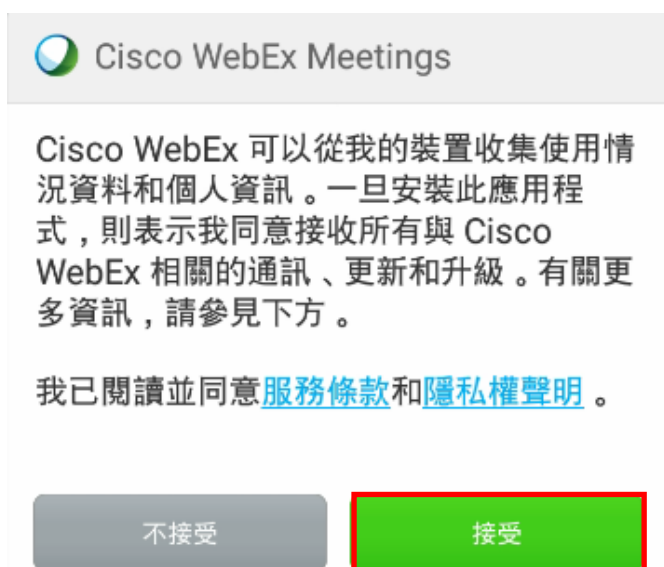 Cisco WebEx Meetings
Cisco WebEx 可以從我的裝置收集使用情
況資料和個人資訊。一旦安裝此應用程
式，則表示我同意接收所有與 Cisco
WebEx 相關的通訊、更新和升級。有關更
多資訊，請參見下方。
我已閱讀並同意服務條款和隱私權聲明。
不接受
接受